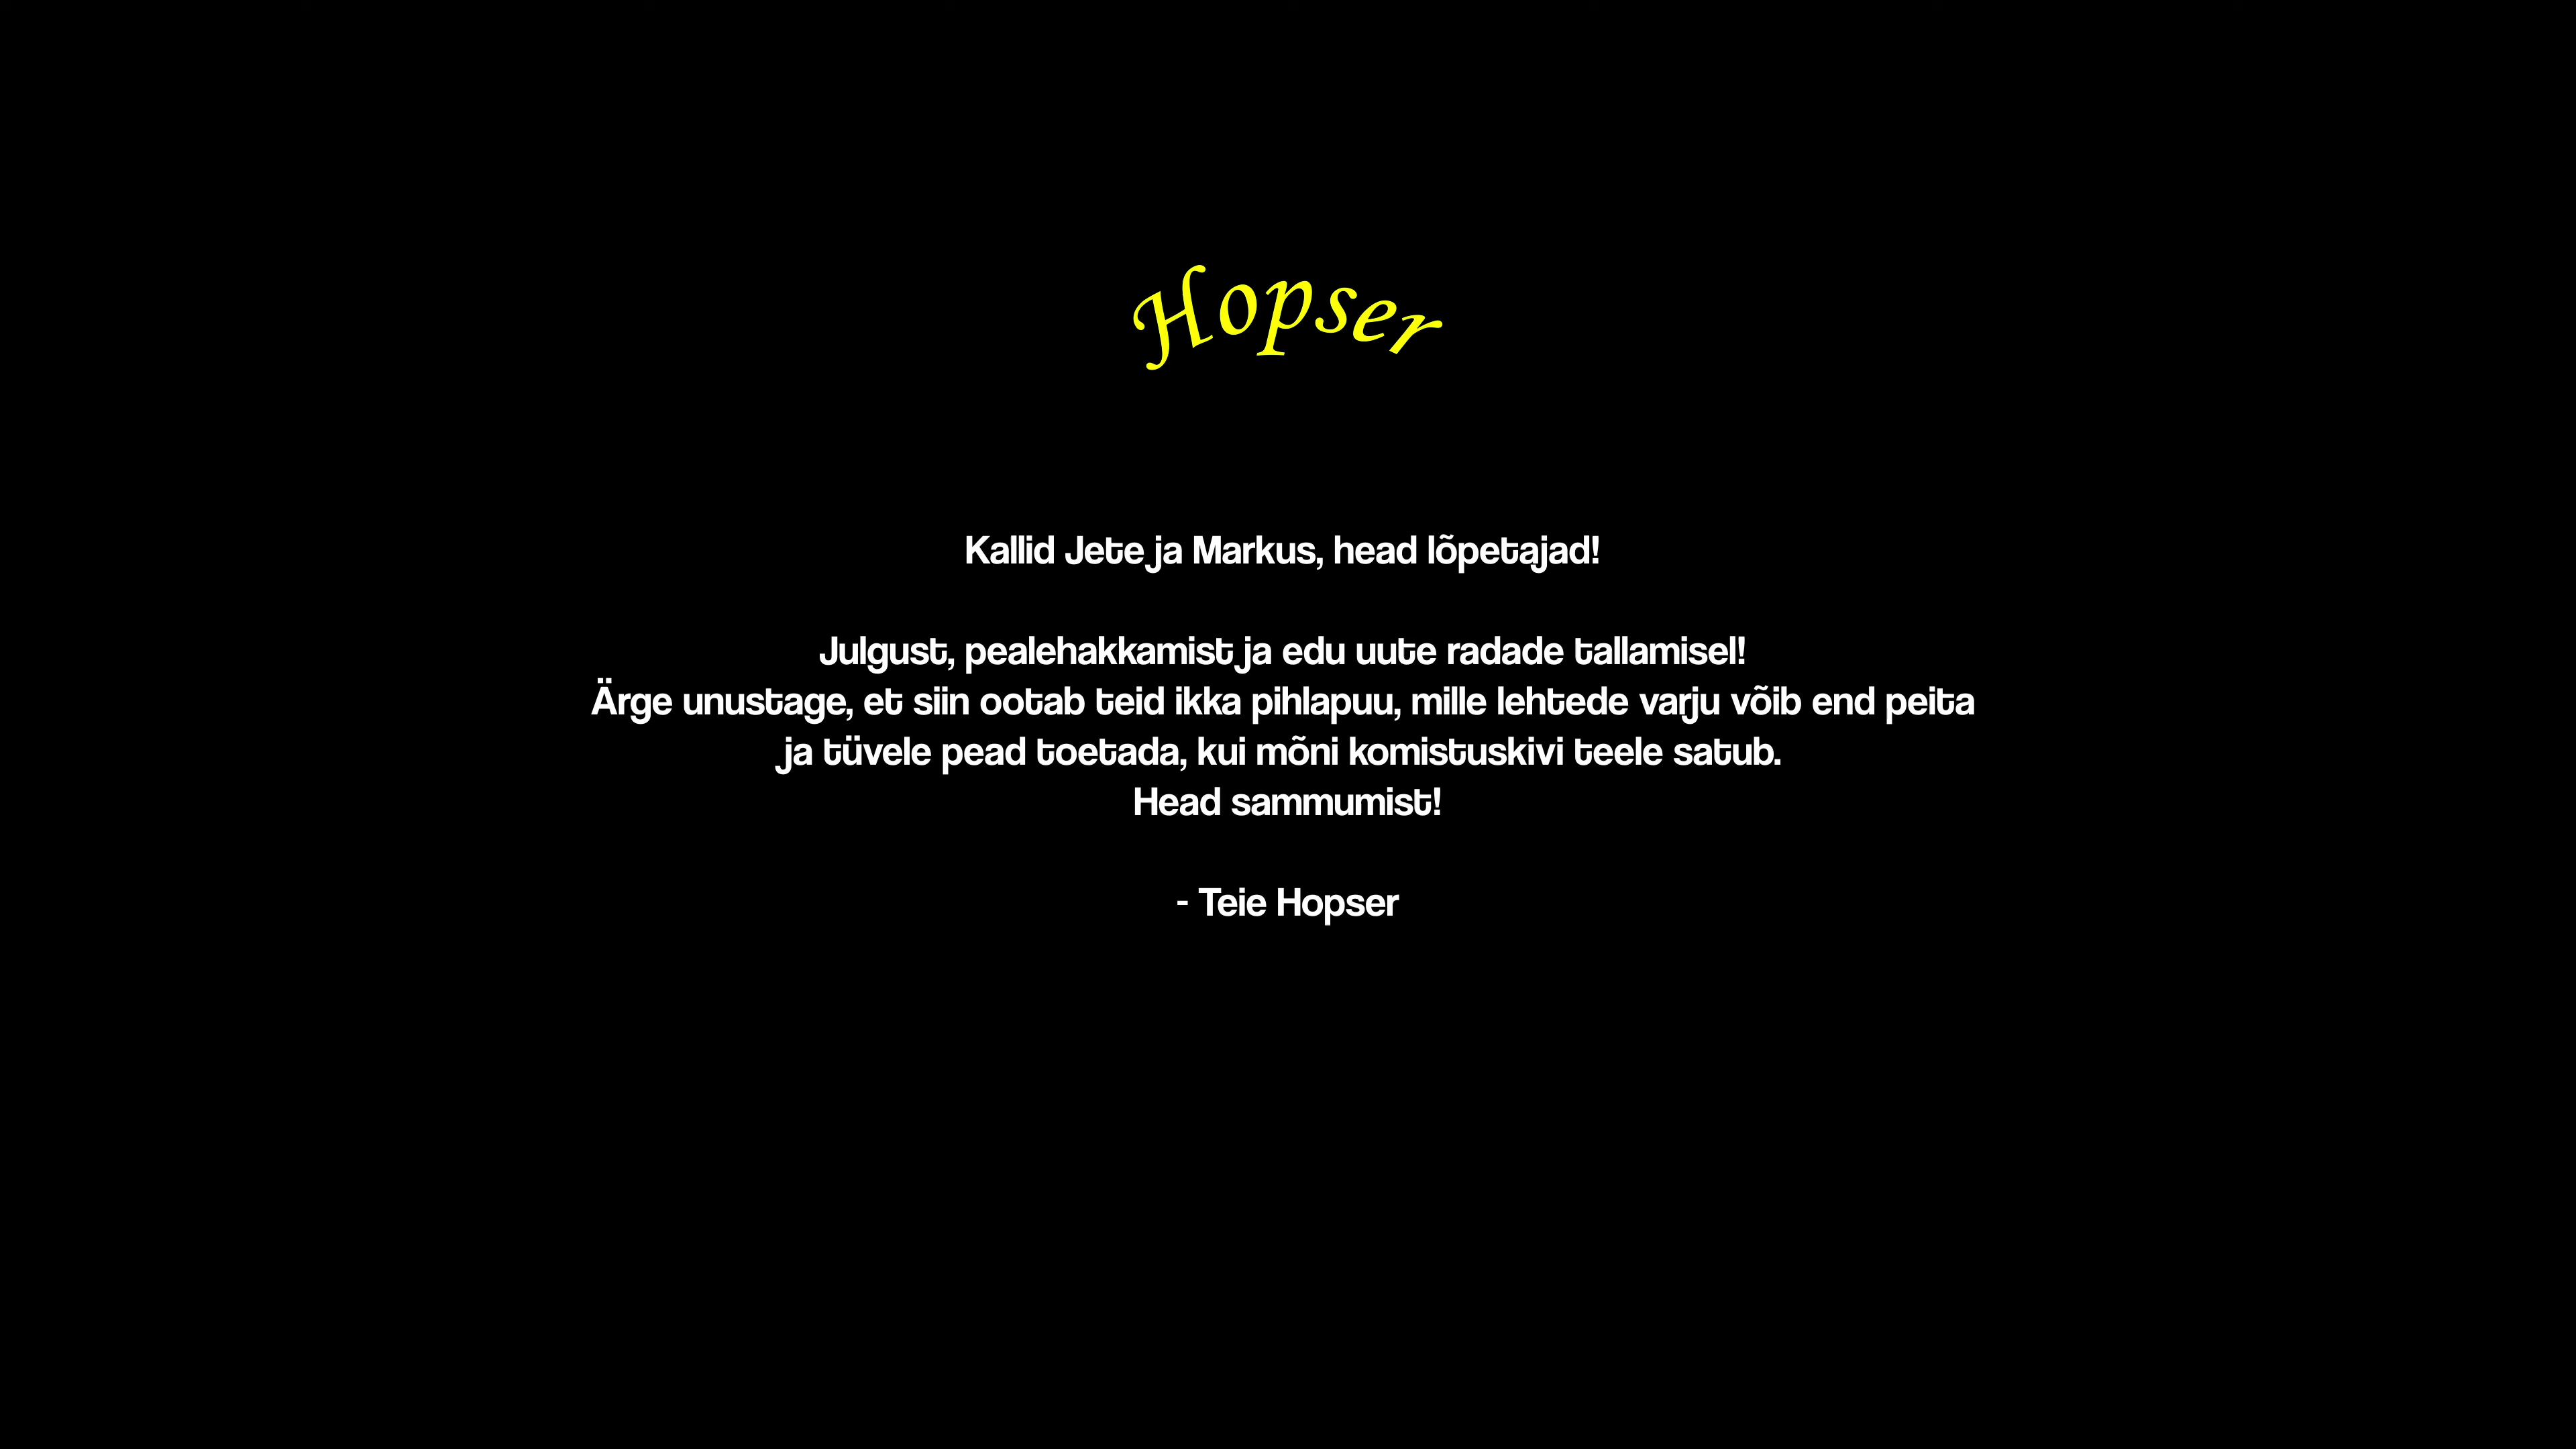 Hopser
Kallid Jete ja Markus, head lõpetajad!
Julgust, pealehakkamist ja edu uute radade tallamisel!
Ärge unustage, et siin ootab teid ikka pihlapuu, mille lehtede varju võib end peita
ja tüvele pead toetada, kui mõni komistuskivi teele satub.
Head sammumist!
- Teie Hopser